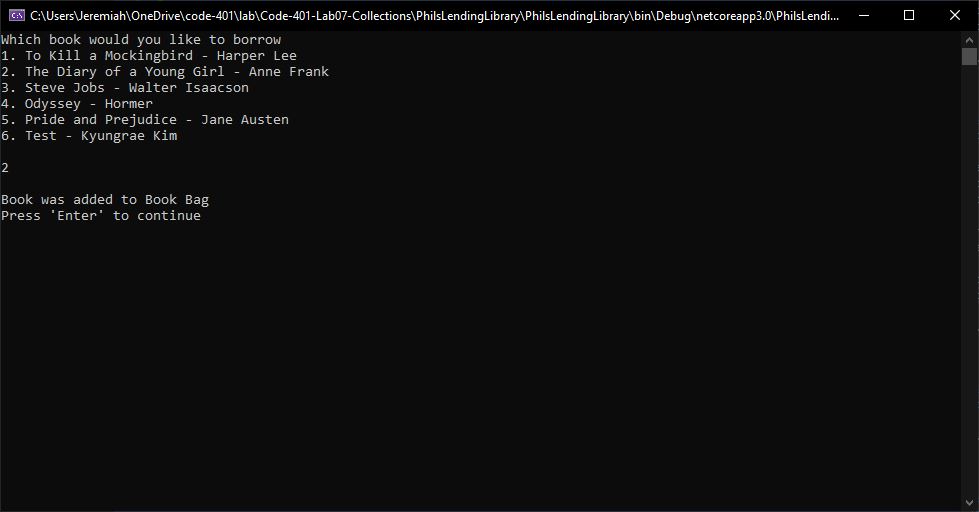 C:\Users\Jeremiah\OneDrive\code-401\lab\Code-401-Lab07-Collections\PhilsLendingLibrary\PhilsLendingLibrary\bin\Debug\netcoreapp3.0\PhilsLendi...
Which book would you like to borrow
1. To Kill a Mockingbird - Harper Lee
2. The Diary of a Young Girl - Anne Frank
3. Steve Jobs - Walter Isaacson
4. Odyssey - Hormer
5. Pride and Prejudice - Jane Austen
6. Test - Kyungrae Kim
2
Book was added to Book Bag
Press 'Enter' to continue